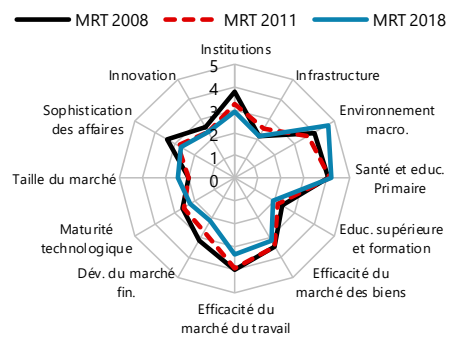 MRT 2008 MRT 2011 MRT 2018
Institutions
Infrastructure
Environnement
macro.
Santé et educ.
Primaire
Educ. supérieure
et formation
Efficacité du
marché des biens
Efficacité du
marché du travail
Dév. du marché
fin.
Maturité
technologique
Taille du marché
Sophistication
des affaires
Innovation
5
4
3
2
1
0